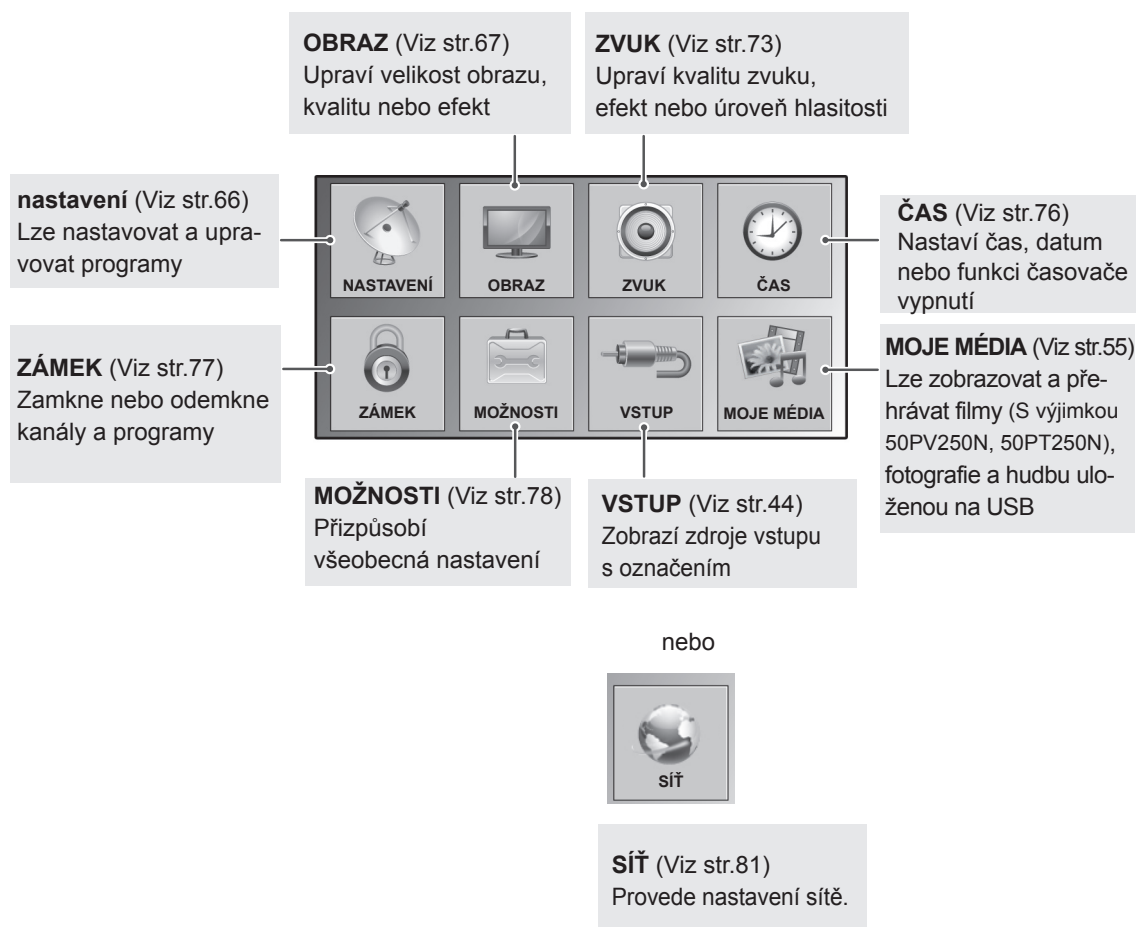 OBRAZ (Viz str.67)
Upraví velikost obrazu,
kvalitu nebo efekt
ZVUK (Viz str.73)
Upraví kvalitu zvuku,
efekt nebo úroveň hlasitosti
nastavení (Viz str.66)
Lze nastavovat a upra-
vovat programy
ČAS (Viz str.76)
Nastaví čas, datum
nebo funkci časovače
vypnutí
NASTAVENÍ
OBRAZ
ZVUK
ČAS
ZÁMEK (Viz str.77)
Zamkne nebo odemkne
kanály a programy
MOJE MÉDIA (Viz str.55)
Lze zobrazovat a pře-
hrávat filmy (S výjimkou
50PV250N, 50PT250N),
fotografie a hudbu ulo-
ženou na USB
ZÁMEK
MOŽNOSTI
VSTUP
MOJE MÉDIA
MOŽNOSTI (Viz str.78)
Přizpůsobí
všeobecná nastavení
VSTUP (Viz str.44)
Zobrazí zdroje vstupu
s označením
nebo
SÍŤ
SÍŤ (Viz str.81)
Provede nastavení sítě.